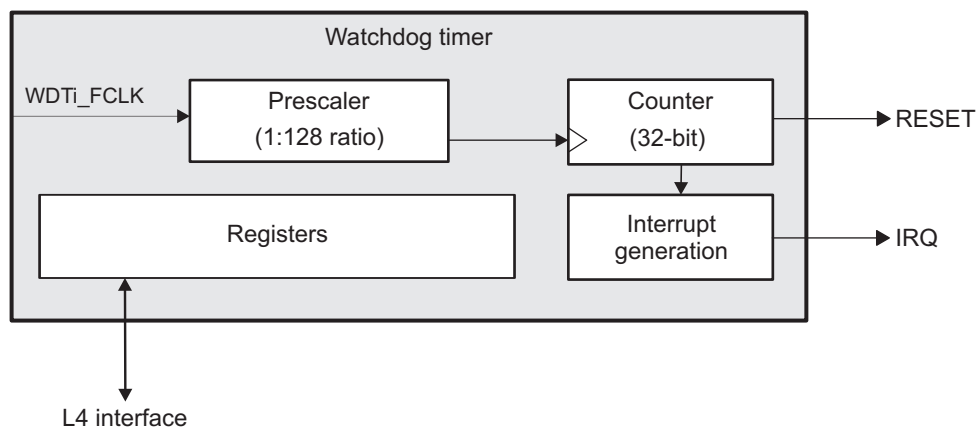 Watchdog timer
WDTi_FCLK
Prescaler
(1:128 ratio)
Counter
(32-bit)
RESET
Registers
Interrupt
generation
IRQ
L4 interface